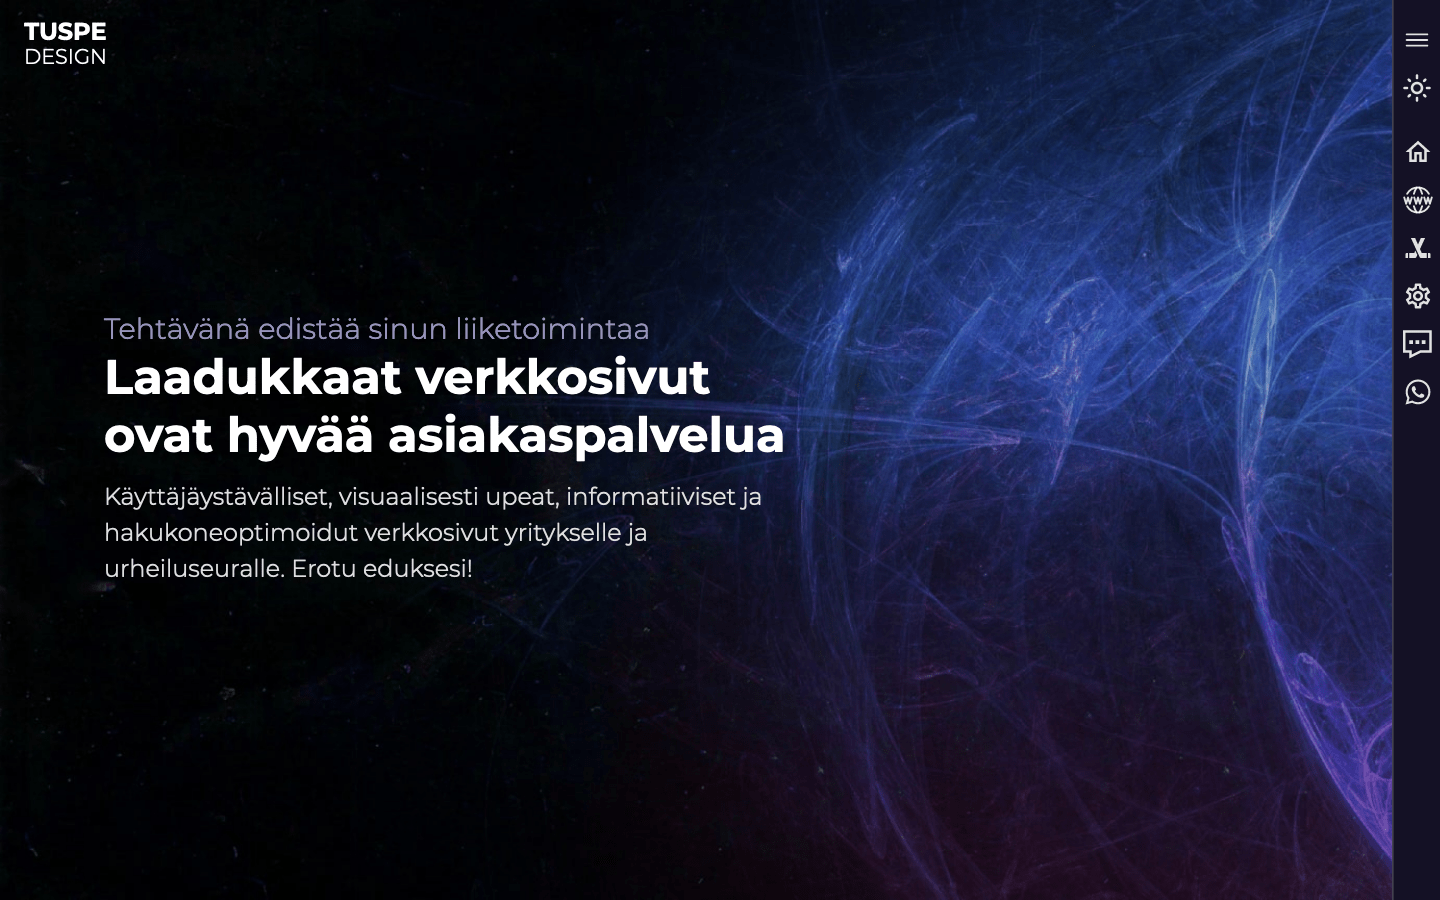 TUSPE
DESIGN
Tehtävänä edistää sinun liiketoimintaa
Laadukkaat verkkosivut
ovat hyvää asiakaspalvelua
Käyttäjäystävälliset, visuaalisesti upeat, informatiiviset ja
hakukoneoptimoidut verkkosivut yritykselle ja
urheiluseuralle. Erotu eduksesi!
WWW